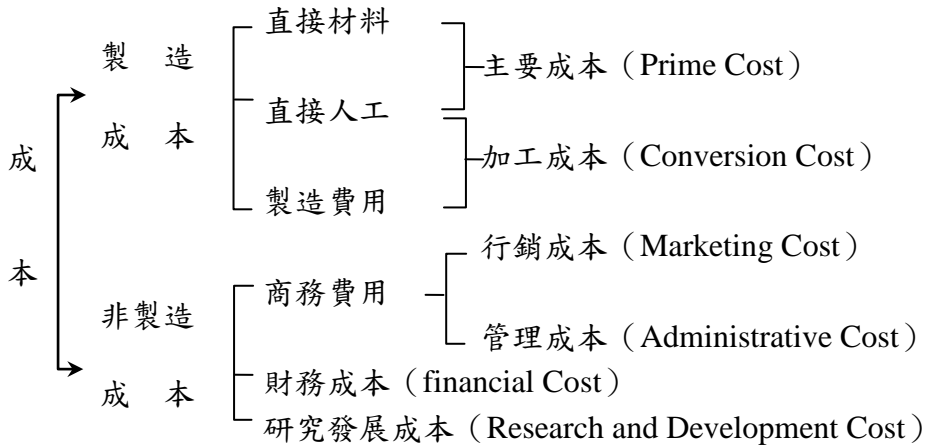 直接材料
製 造
主要成本（Prime Cost）
直接人工
成 本
成
加工成本（Conversion Cost）
製造費用
行銷成本（Marketing Cost）
本
商務費用
非製造
管理成本（Administrative Cost）
財務成本（financial Cost）
成 本
研究發展成本（Research and Development Cost）